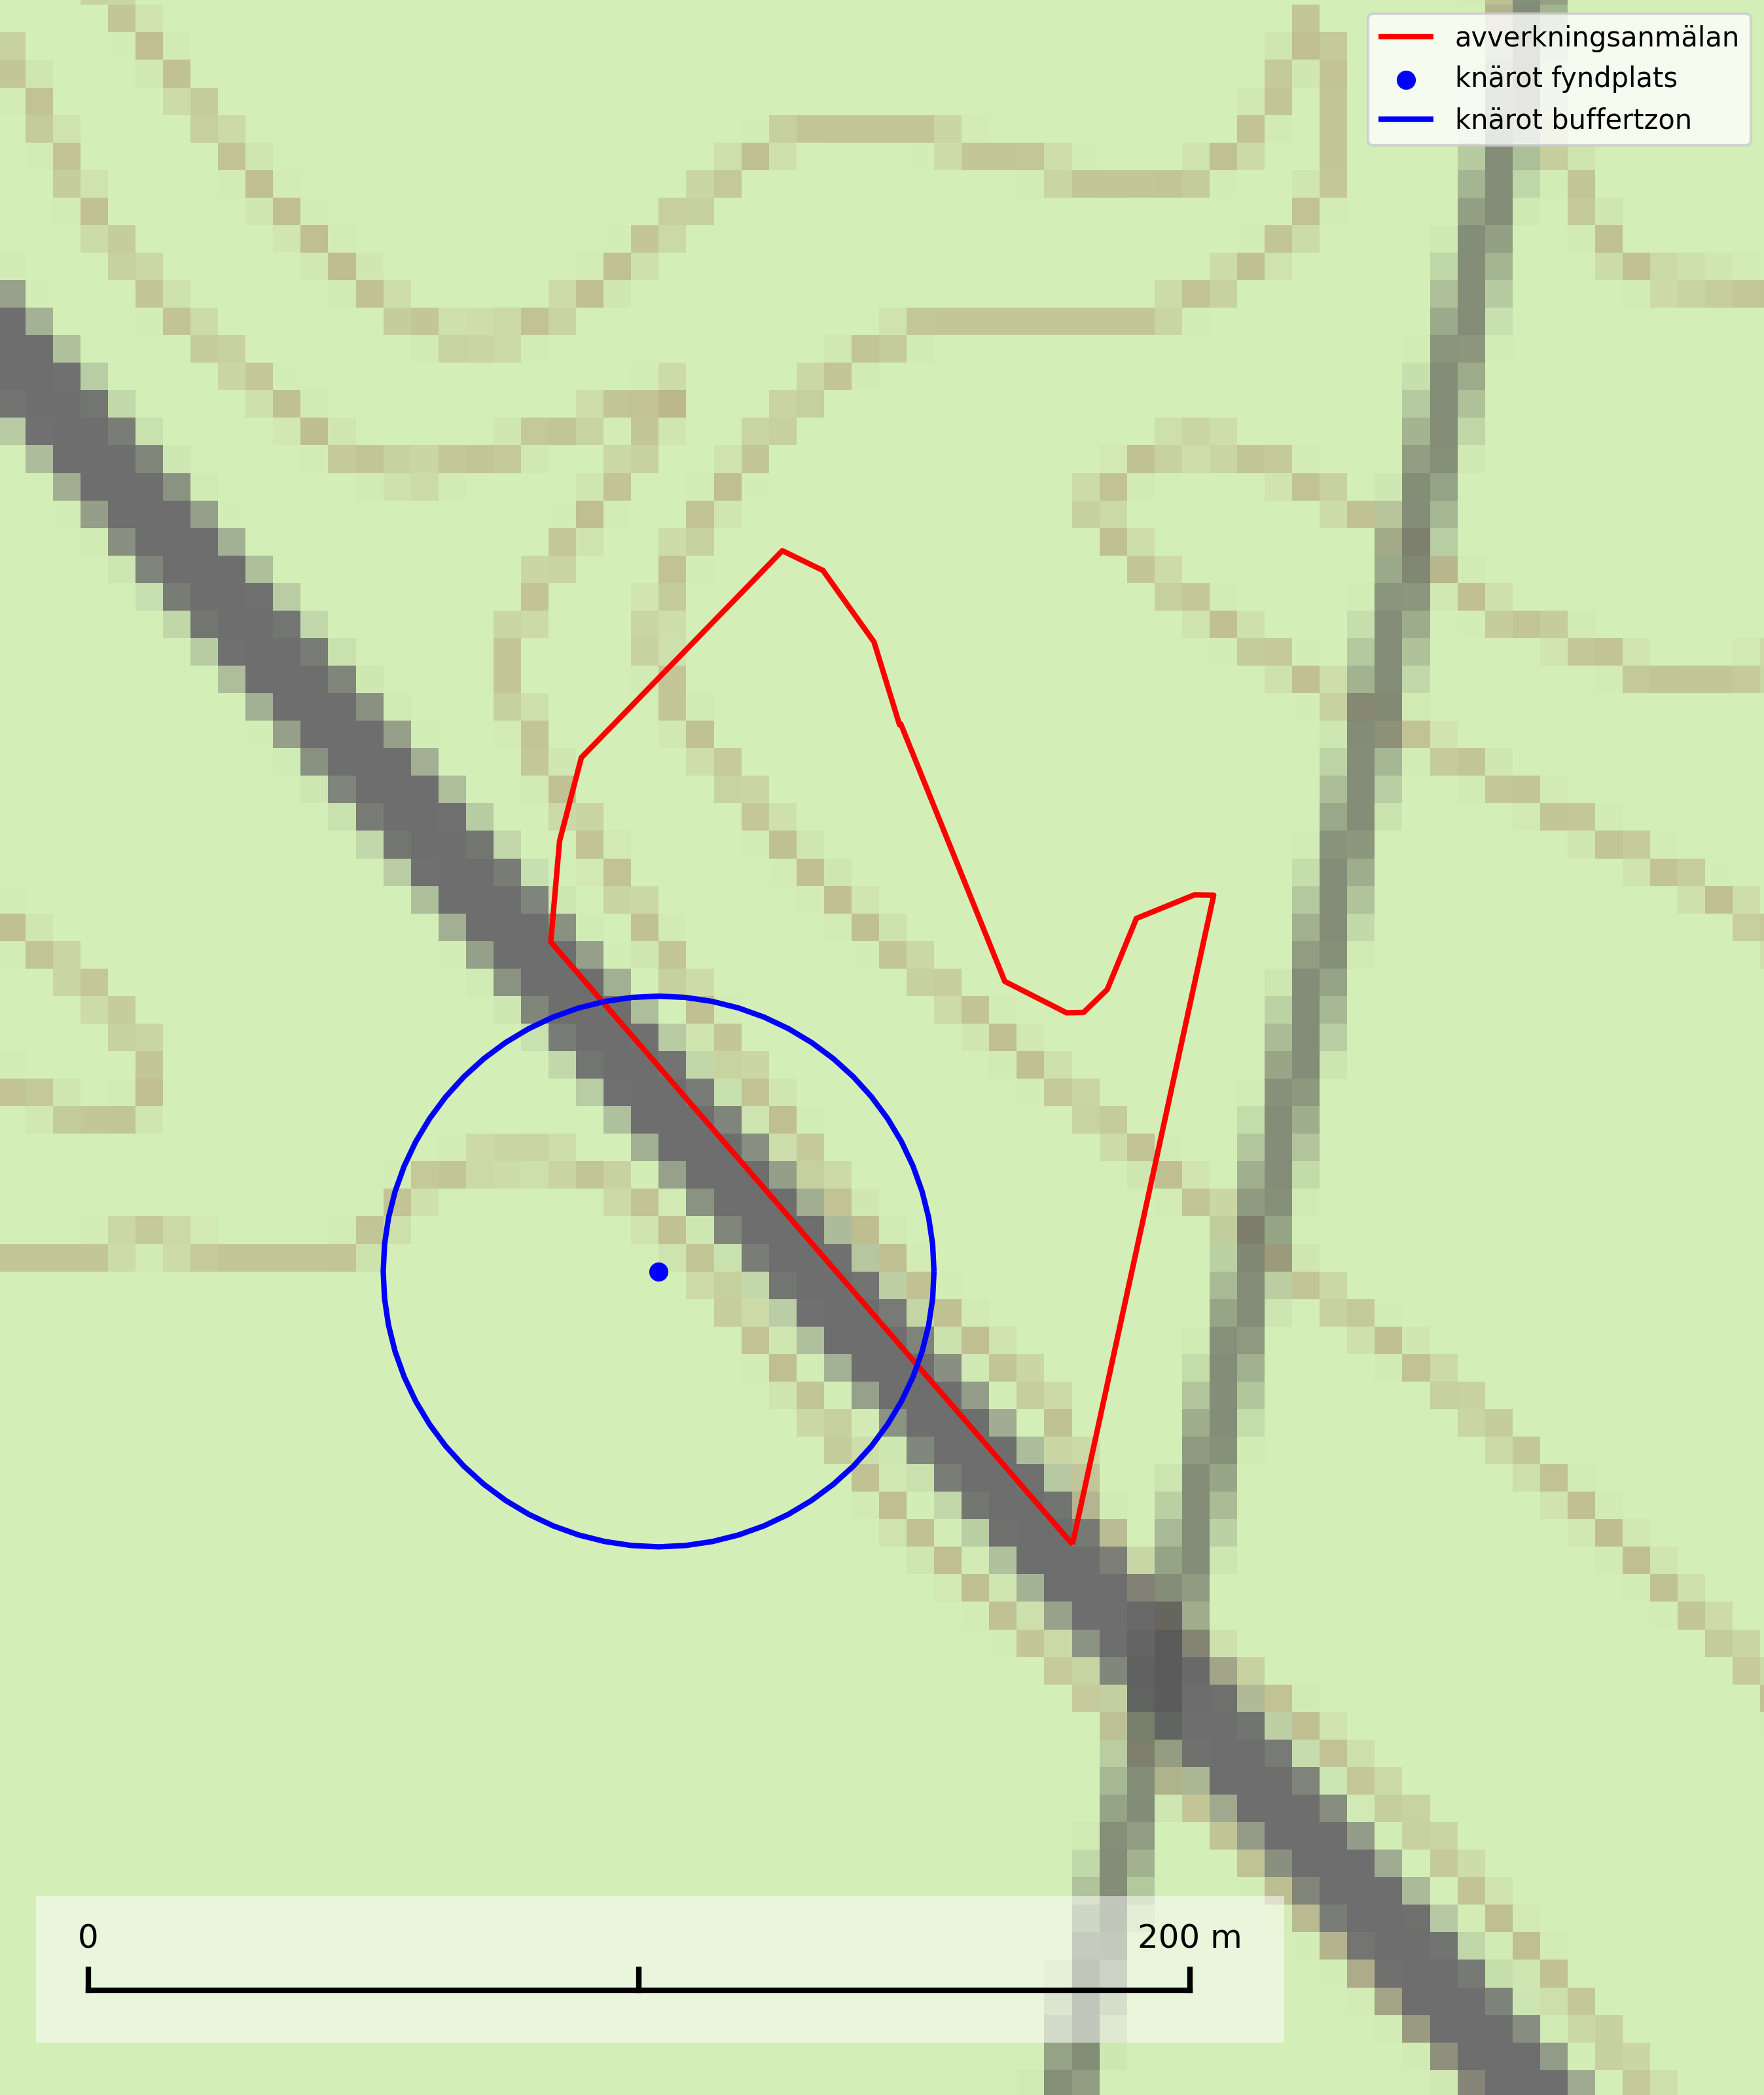 avverkningsanmälan
knärot fyndplats
knärot buffertzon
0
200 m